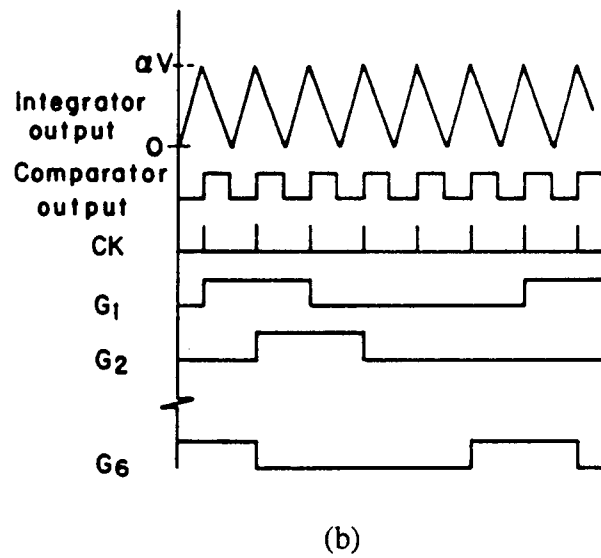 αV
Integrator
output
0
Comparator
output
CK
G1
G2
G6
(b)